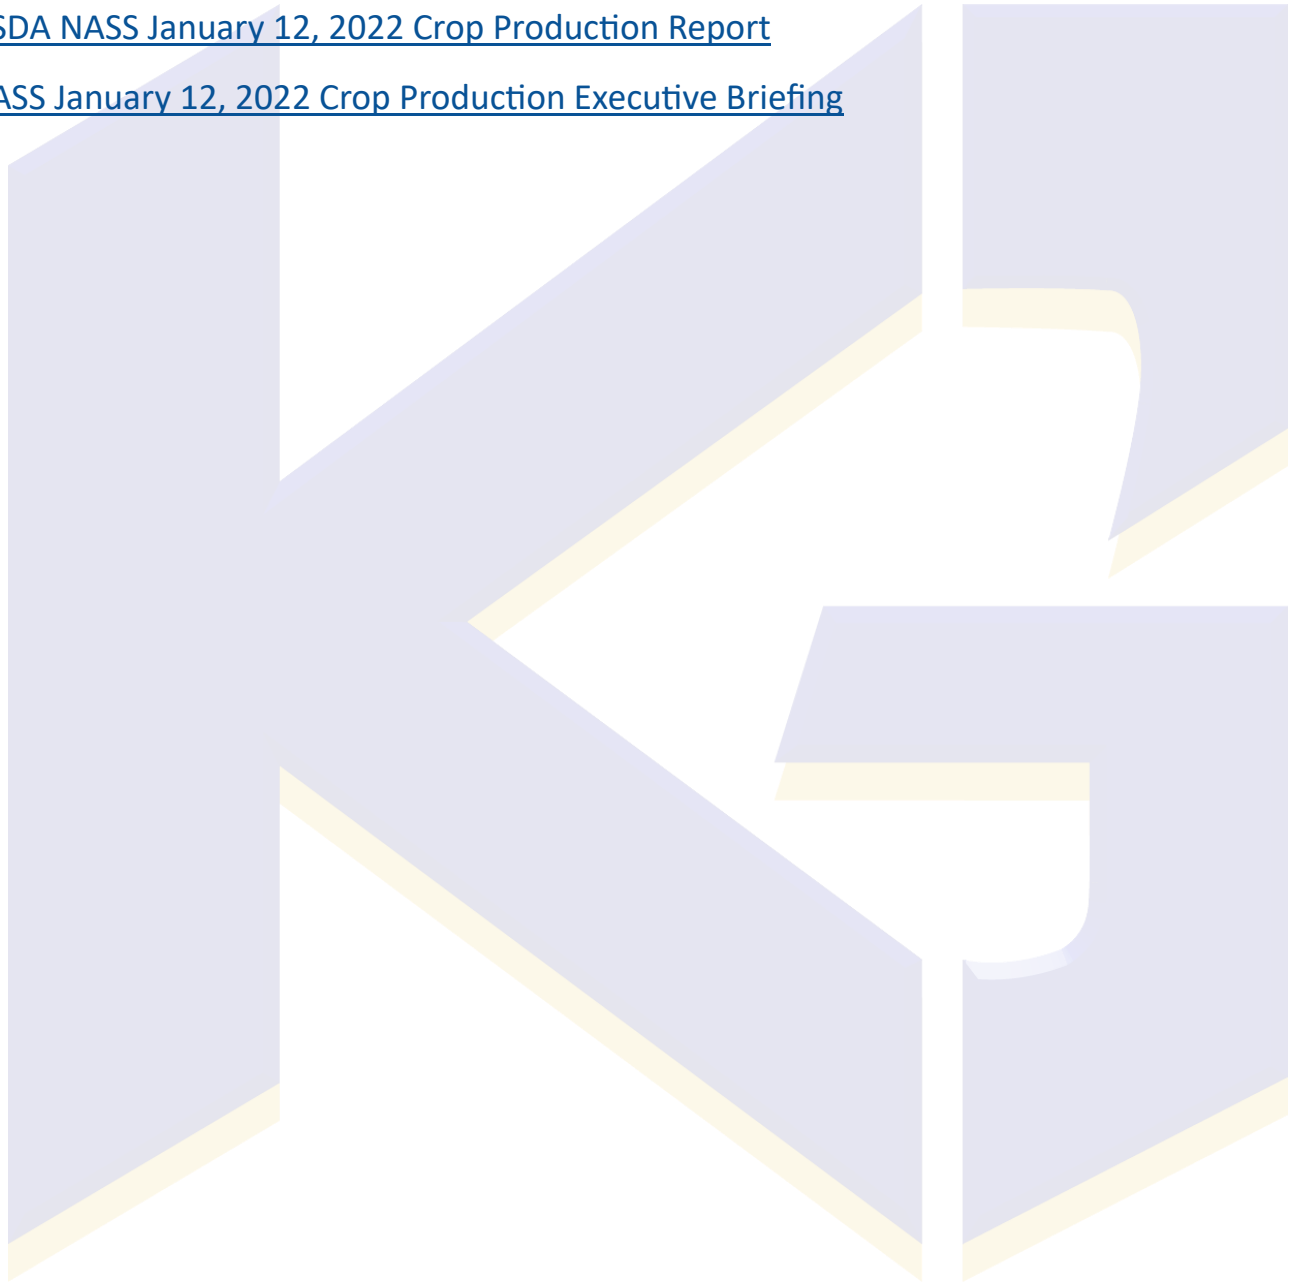 SDA NASS January 12, 2022 Crop Production Report
ASS January 12, 2022 Crop Production Executive Briefing